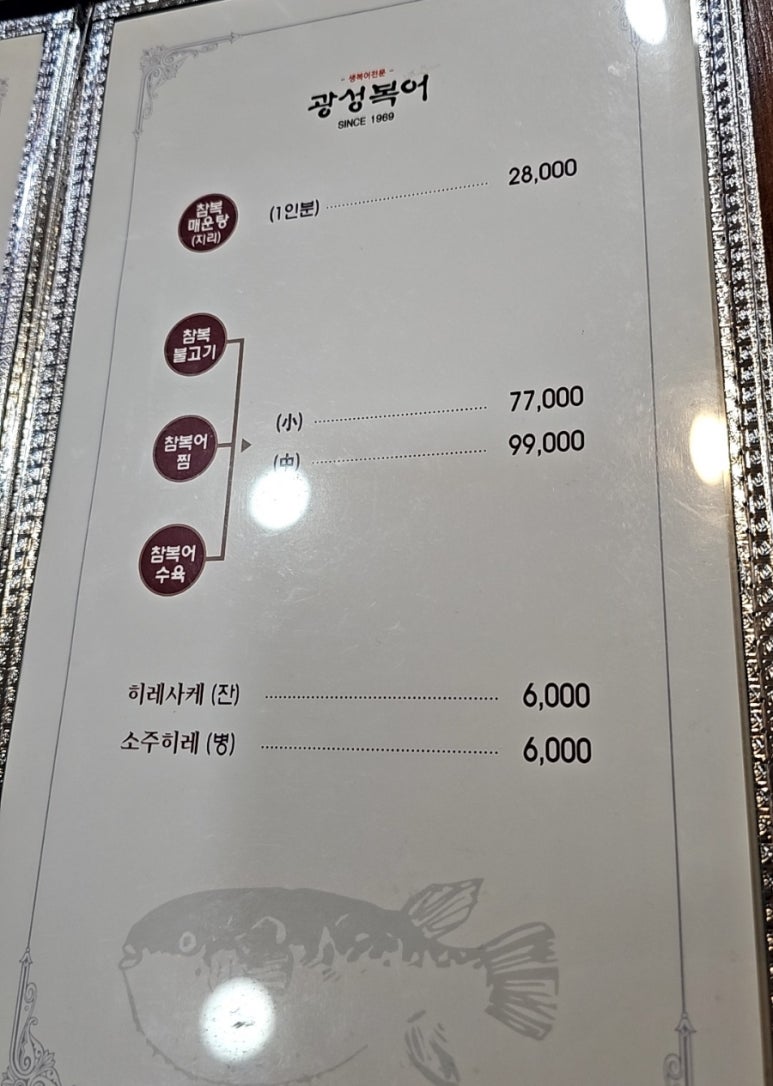 - 생복어전문 -
광성복어
SINCE 1969
참복
매운탕
(지리)
(1인분) 28,000
참복
불고기
참복어
찜
참복어
수육
(小) 77,000
(中) 99,000
히레사케 (잔) 6,000
소주히레 (병) 6,000